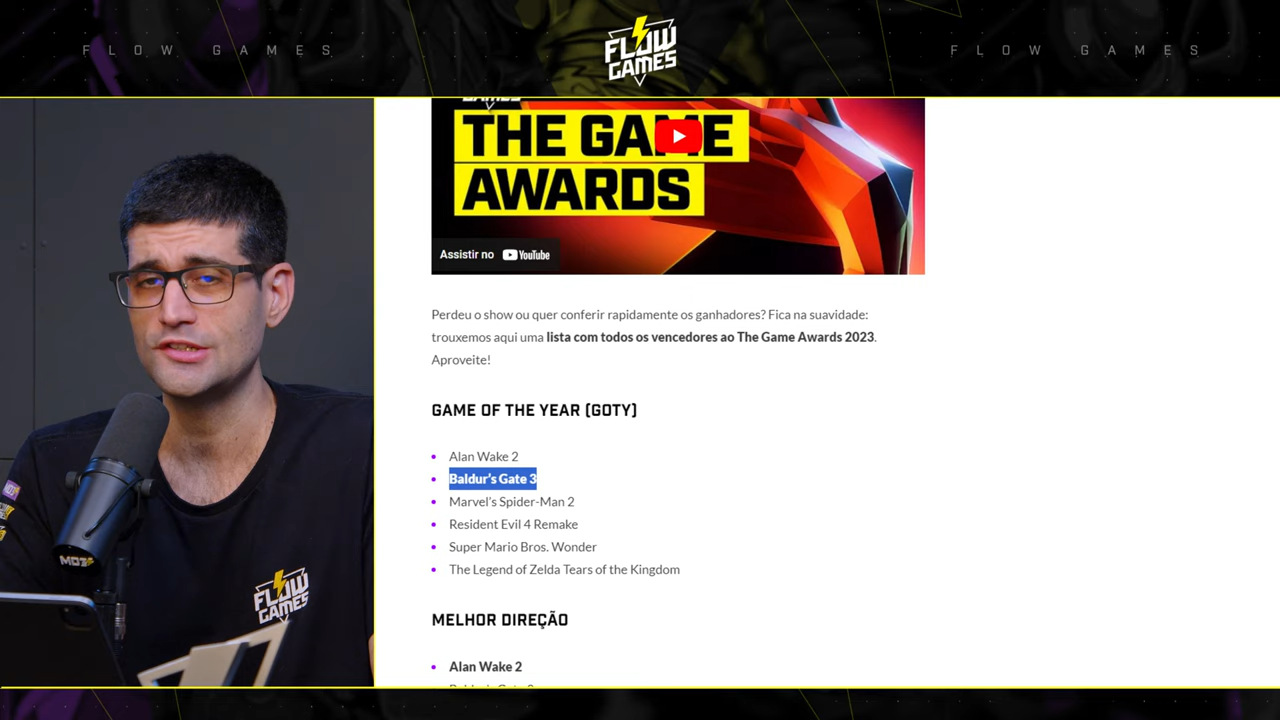 FLOW GAMES
FLOW
GAMES
FLOW GAMES
THE GAME
AWARDS
Assistir no YouTube
Perdeu o show ou quer conferir rapidamente os ganhadores? Fica na suavidade:
trouxemos aqui uma lista com todos os vencedores ao The Game Awards 2023.
Aproveite!
GAME OF THE YEAR (GOTY)
Alan Wake 2
Baldur's Gate 3
Marvel's Spider-Man 2
Resident Evil 4 Remake
Super Mario Bros. Wonder
The Legend of Zelda Tears of the Kingdom
MELHOR DIREÇÃO
Alan Wake 2
FLOW
GAMES